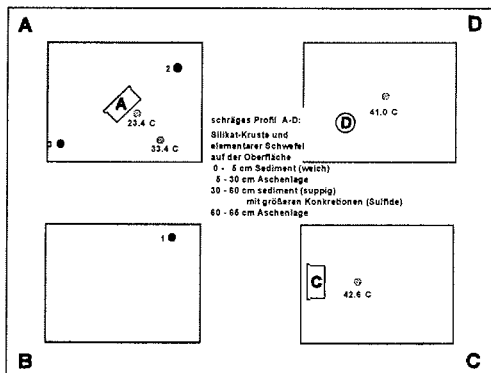 A
D
2
A
23.4 C
33.4 C
41.0 C
D
schräges Profil A-D:
Silikat-Kruste und
elementarer Schwefel
auf der Oberfläche
0 - 5 cm Sediment (weich)
5 - 30 cm Aschenlage
30 - 60 cm sediment (suppig)
mit größeren Konkretionen (Sulfide)
60 - 65 cm Aschenlage
1
C
42.6 C
B
C